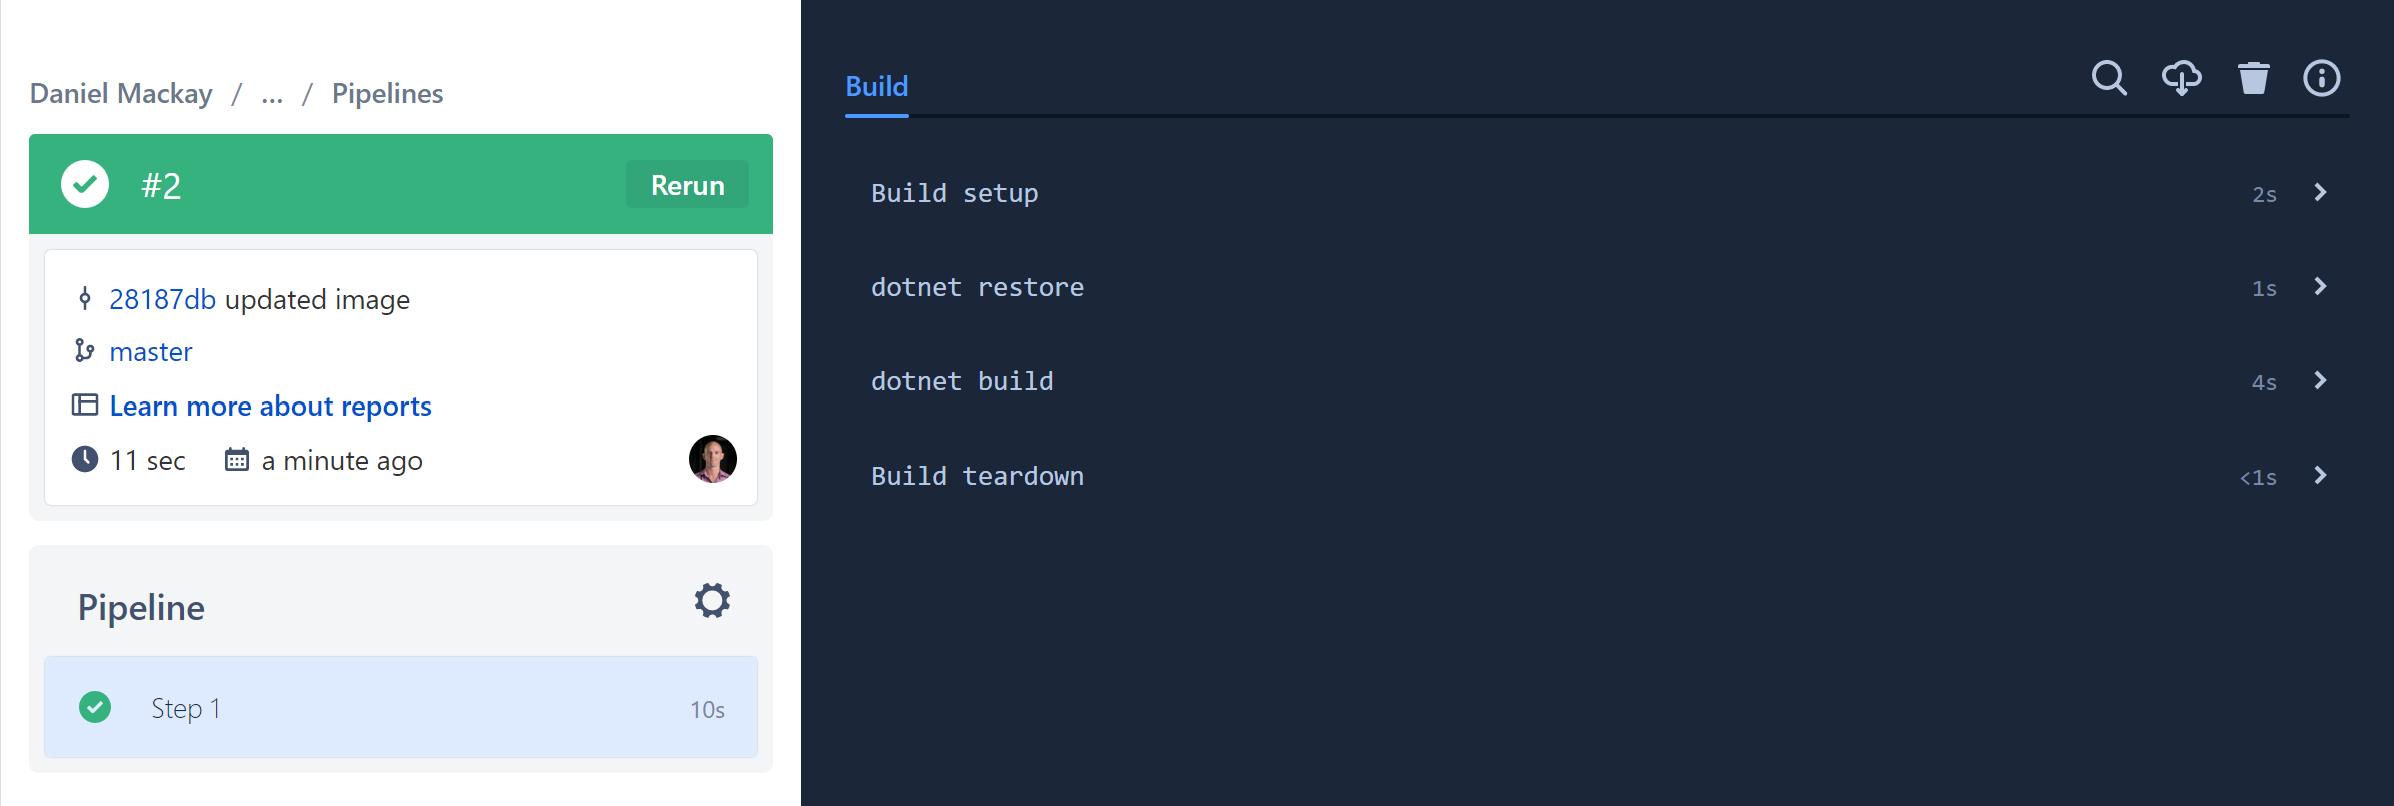 Daniel Mackay / ... / Pipelines
#2
Rerun
28187db updated image
master
Learn more about reports
11 sec
a minute ago
Pipeline
Step 1
10s
Build
Build setup
2s
dotnet restore
1s
dotnet build
4s
Build teardown
<1s